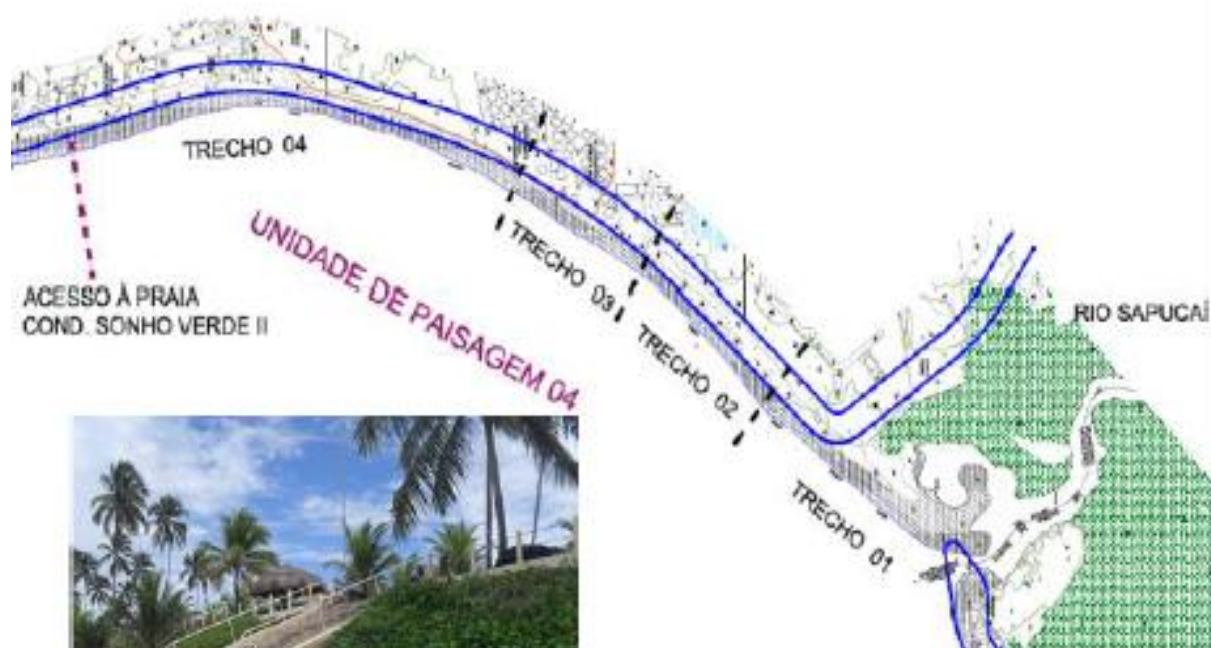 TRECHO 04
UNIDADE DE PAISAGEM 04
ACESSO À PRAIA
COND. SONHO VERDE II
TRECHO 03
TRECHO 02
TRECHO 01
RIO SAPUCAÍ